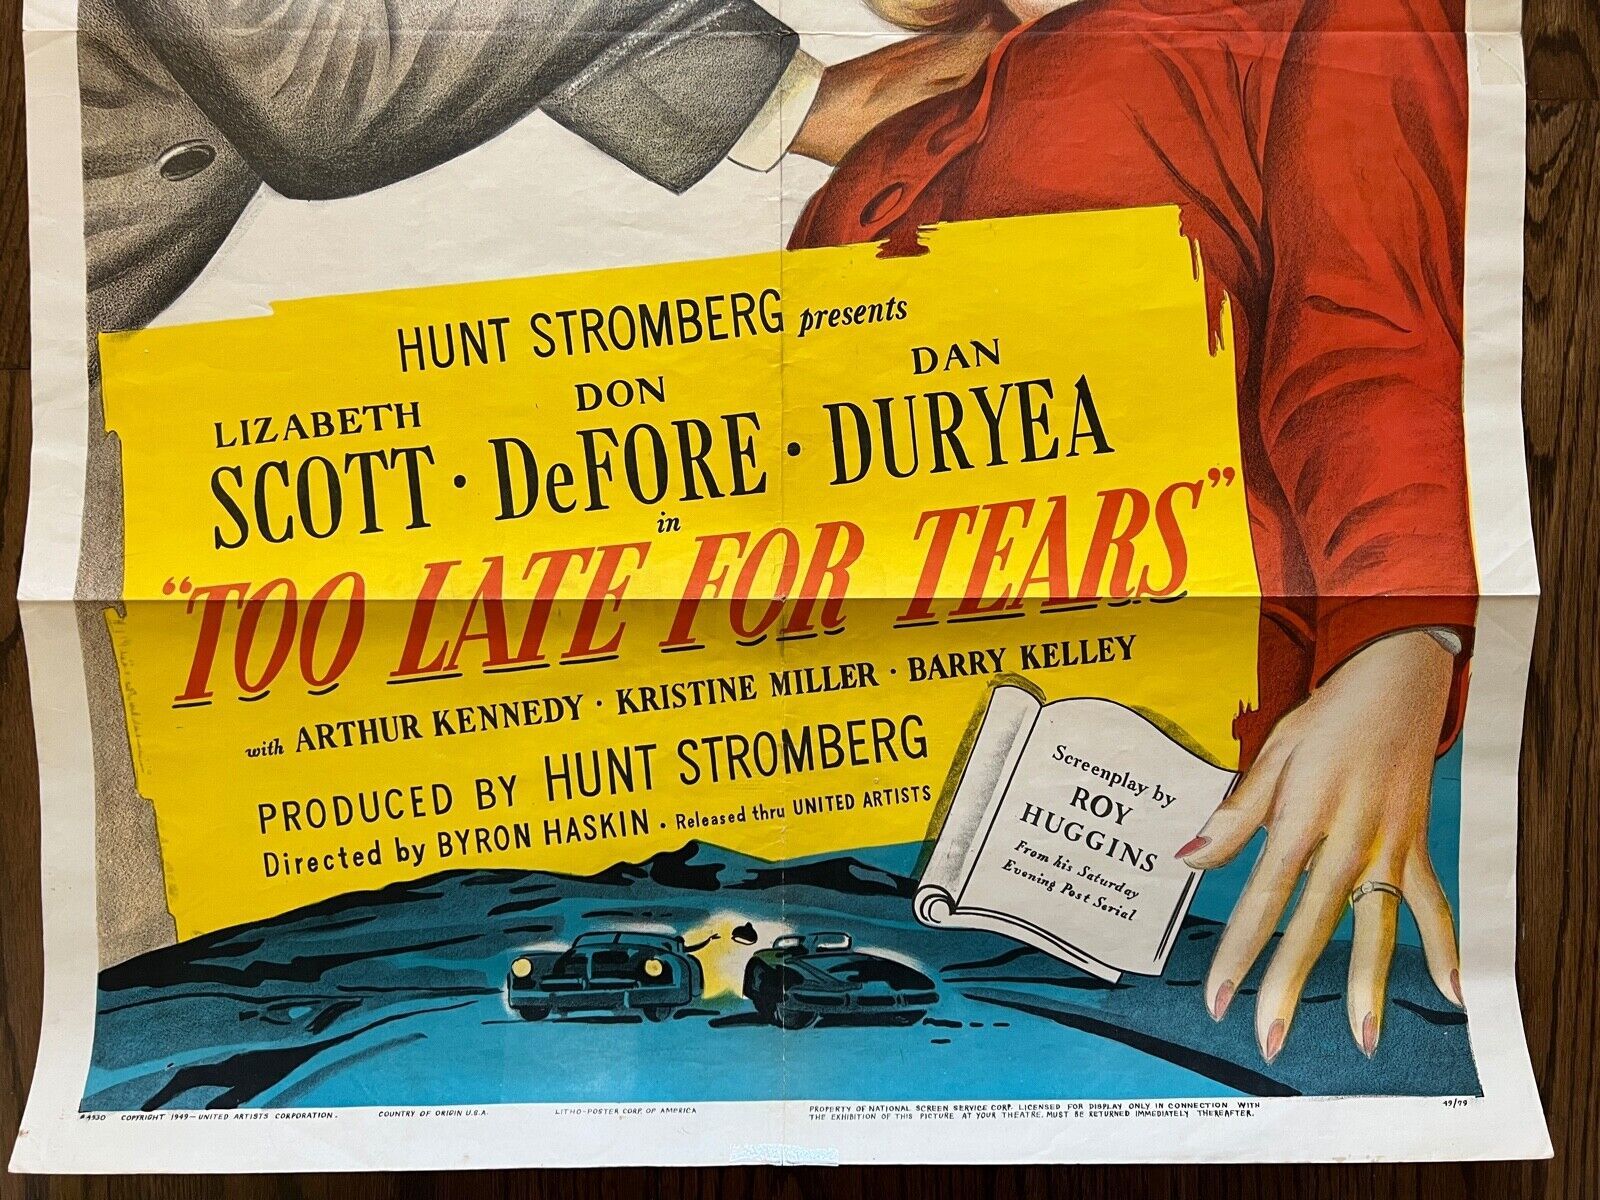 HUNT STROMBERG presents
LIZABETH SCOTT · DON DeFORE · DAN DURYEA
in
“TOO LATE FOR TEARS”
with ARTHUR KENNEDY · KRISTINE MILLER · BARRY KELLEY
PRODUCED BY HUNT STROMBERG
Directed by BYRON HASKIN • Released thru UNITED ARTISTS
Screenplay by
ROY
HUGGINS
From his Saturday
Evening Post Serial
#4930 COPYRIGHT 1949—UNITED ARTISTS CORPORATION. COUNTRY OF ORIGIN U.S.A. LITHO-POSTER CORP. OF AMERICA
PROPERTY OF NATIONAL SCREEN SERVICE CORP. LICENSED FOR DISPLAY ONLY IN CONNECTION WITH
THE EXHIBITION OF THIS PICTURE AT YOUR THEATRE. MUST BE RETURNED IMMEDIATELY THEREAFTER.
49/79